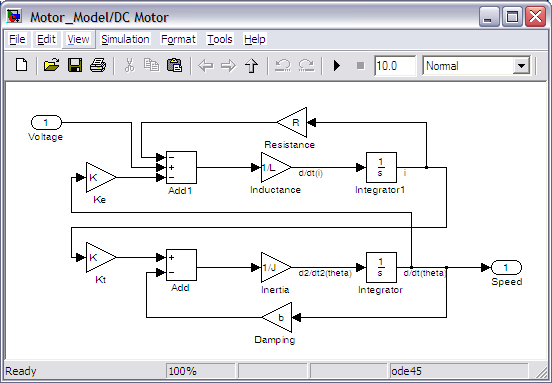 Motor_Model/DC Motor
File Edit View Simulation Format Tools Help
10.0 Normal
1
Voltage
R
Resistance
−
+
−
Add1
1/L
Inductance
d/dt(i)
1
s
Integrator1
i
K
Ke
K
Kt
+
−
Add
1/J
Inertia
d2/dt2(theta)
1
s
Integrator
d/dt(theta)
1
Speed
b
Damping
Ready 100% ode45